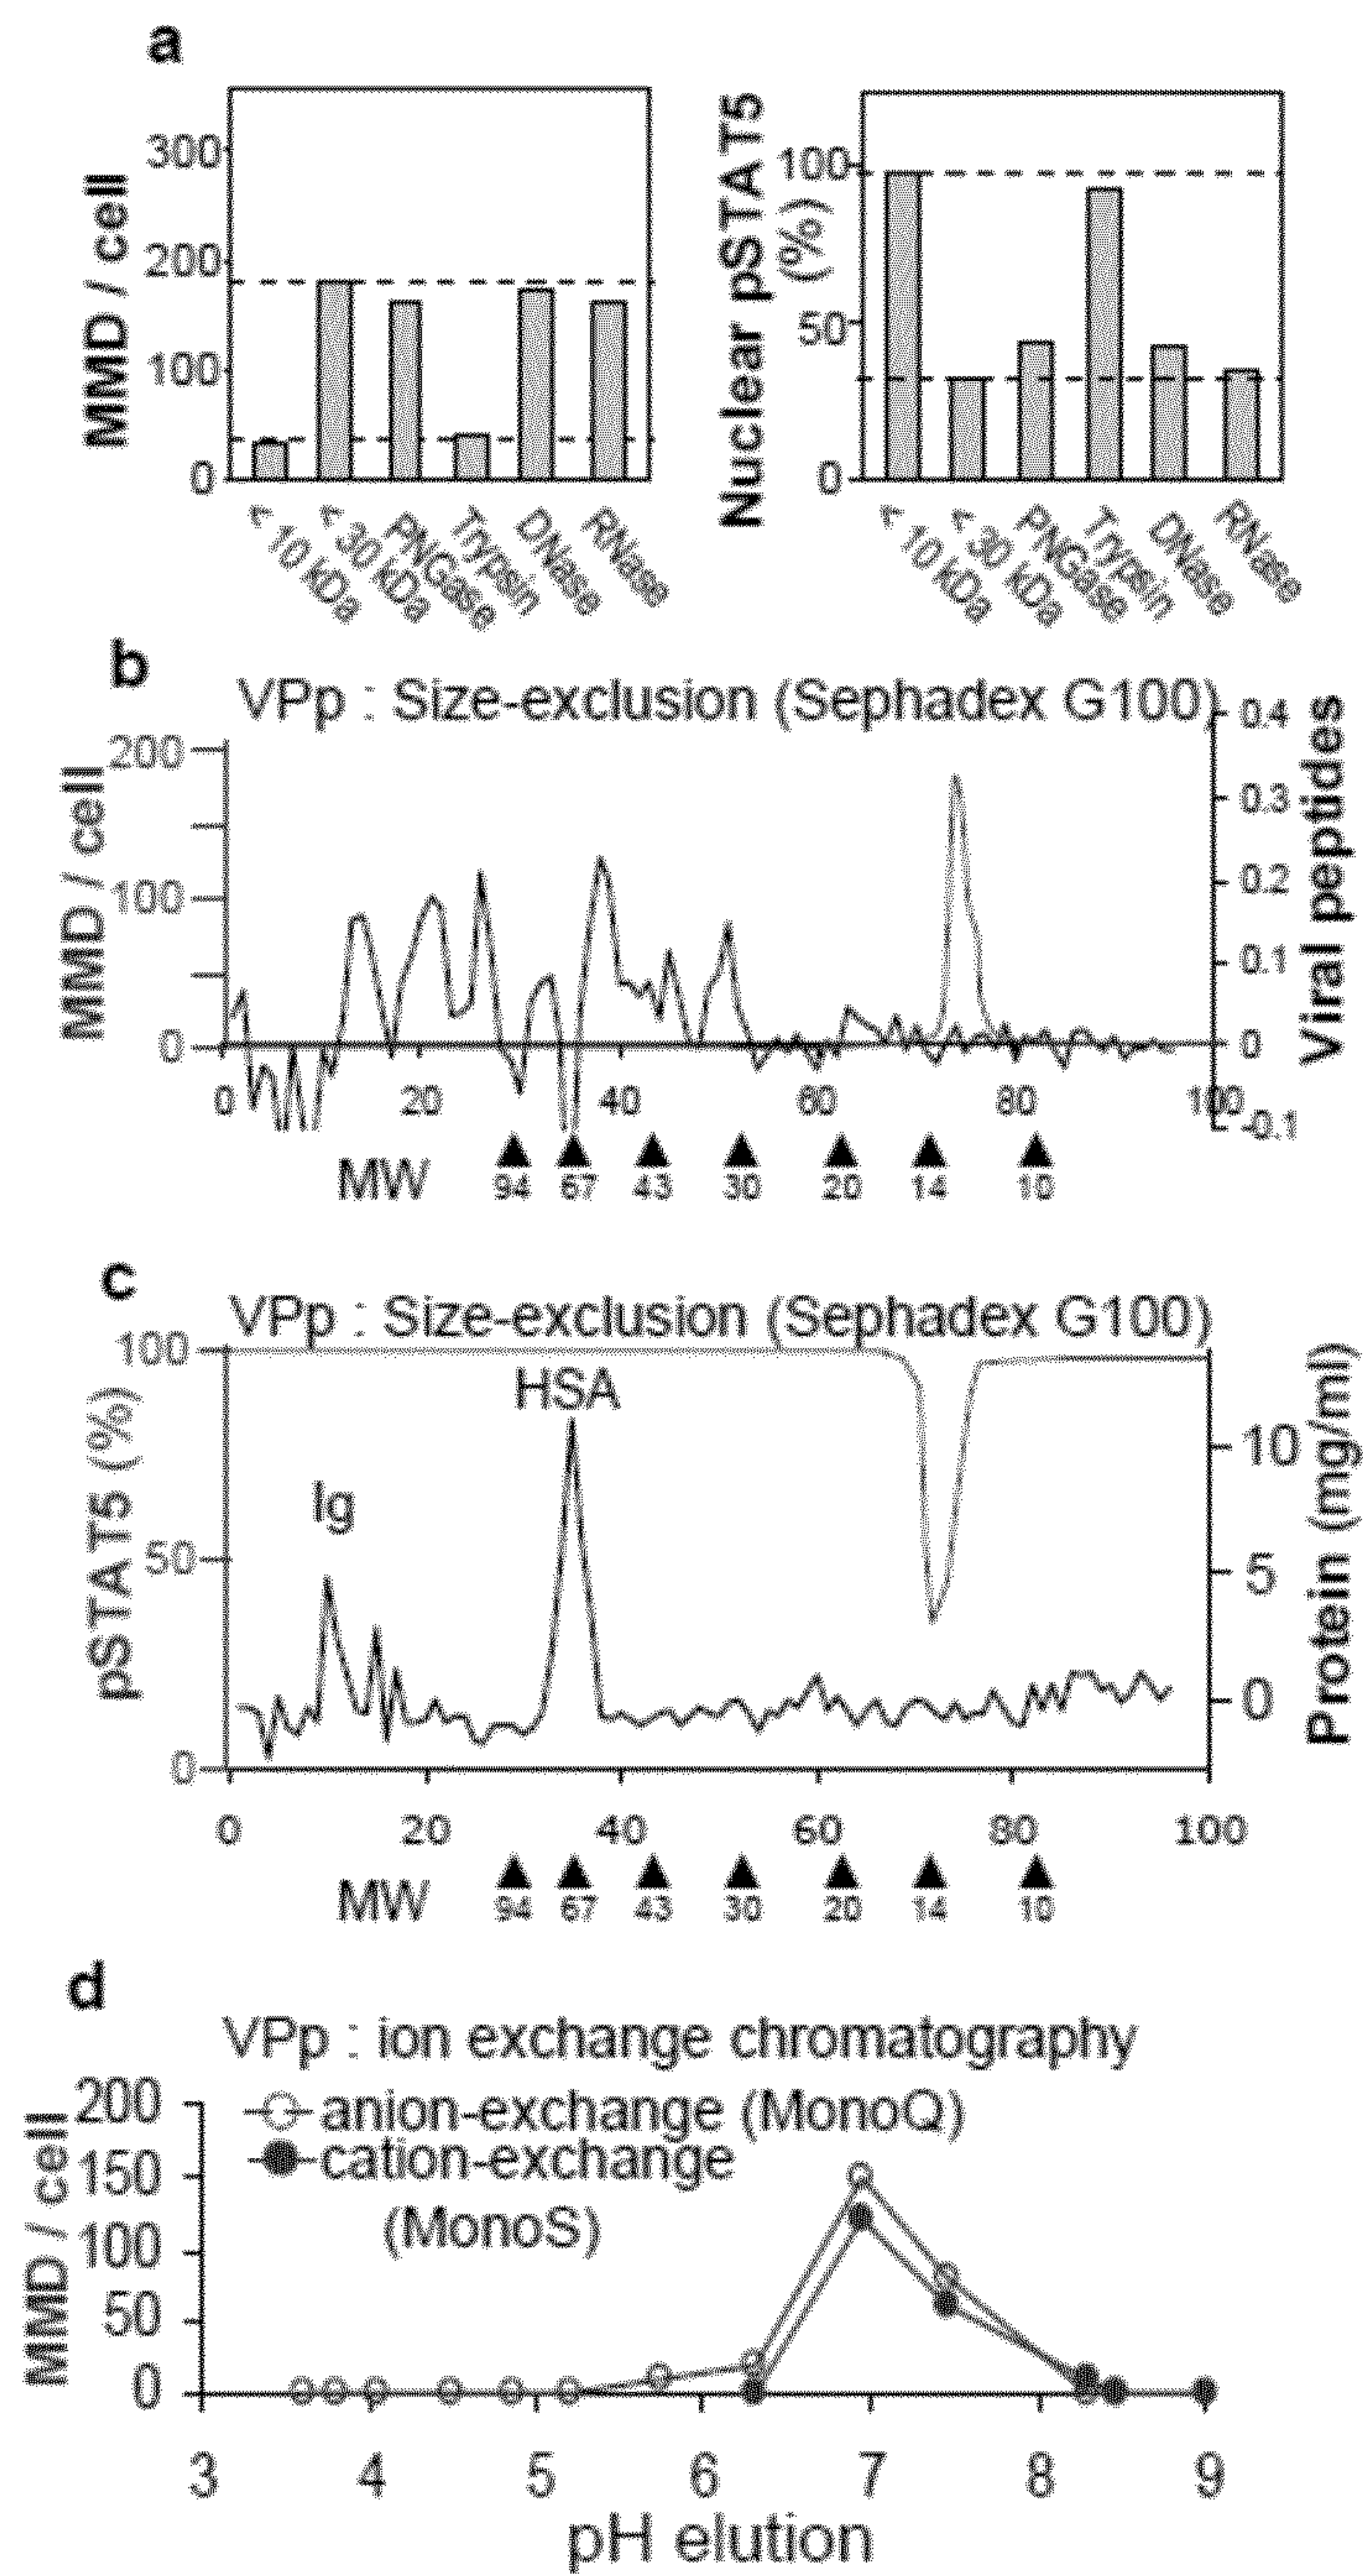 a
MMD / cell
300
200
100
0
< 10 kDa
< 30 kDa
PNGase
Trypsin
DNase
RNase
Nuclear pSTAT5
(%)
100
50
0
< 10 kDa
< 30 kDa
PNGase
Trypsin
DNase
RNase
b
VPp : Size-exclusion (Sephadex G100)
MMD / cell
200
100
0
Viral peptides
0.4
0.3
0.2
0.1
0
-0.1
0 20 40 60 80 100
MW
94 67 43 30 20 14 10
c
VPp : Size-exclusion (Sephadex G100)
pSTAT5 (%)
100
50
0
HSA
Ig
Protein (mg/ml)
10
5
0
0 20 40 60 80 100
MW
94 67 43 30 20 14 10
d
VPp : ion exchange chromatography
MMD / cell
200
150
100
50
0
anion-exchange (MonoQ)
cation-exchange
(MonoS)
3 4 5 6 7 8 9
pH elution